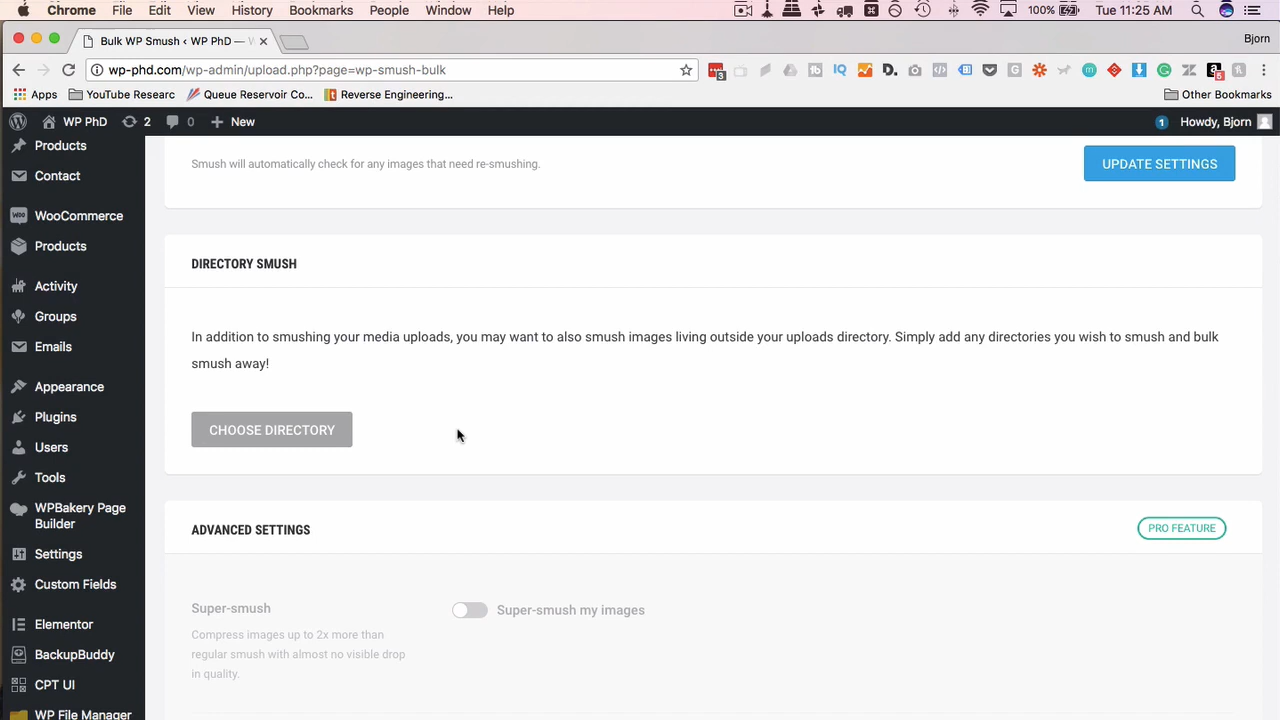 Chrome File Edit View History Bookmarks People Window Help 100% Tue 11:25 AM
Bulk WP Smush ‹ WP PhD — W Bjorn
wp-phd.com/wp-admin/upload.php?page=wp-smush-bulk
Apps YouTube Researc Queue Reservoir Co... Reverse Engineering... Other Bookmarks
WP PhD 2 0 New 1 Howdy, Bjorn
Products
Contact
WooCommerce
Products
Activity
Groups
Emails
Appearance
Plugins
Users
Tools
WPBakery Page
Builder
Settings
Custom Fields
Elementor
BackupBuddy
CPT UI
WP File Manager
Smush will automatically check for any images that need re-smushing.
UPDATE SETTINGS
DIRECTORY SMUSH
In addition to smushing your media uploads, you may want to also smush images living outside your uploads directory. Simply add any directories you wish to smush and bulk
smush away!
CHOOSE DIRECTORY
ADVANCED SETTINGS
PRO FEATURE
Super-smush
Super-smush my images
Compress images up to 2x more than
regular smush with almost no visible drop
in quality.